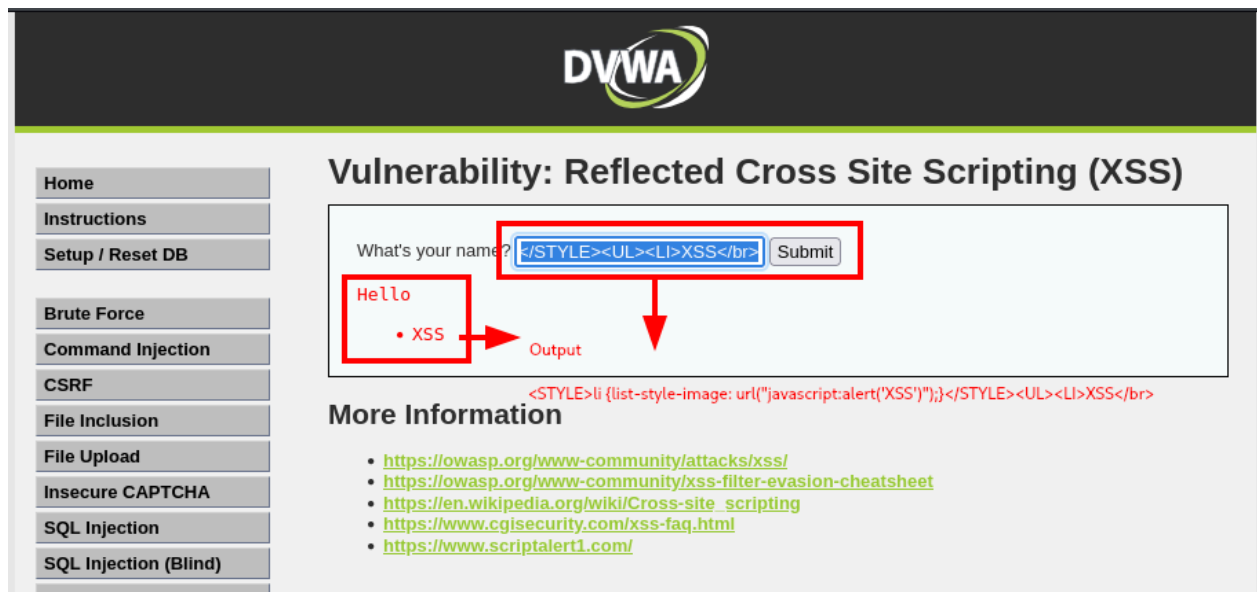 DVWA
Home
Instructions
Setup / Reset DB
Brute Force
Command Injection
CSRF
File Inclusion
File Upload
Insecure CAPTCHA
SQL Injection
SQL Injection (Blind)
Vulnerability: Reflected Cross Site Scripting (XSS)
What's your name? </STYLE><UL><LI>XSS</br> Submit
Hello
• XSS
Output
<STYLE>li {list-style-image: url("javascript:alert('XSS')");}</STYLE><UL><LI>XSS</br>
More Information
• https://owasp.org/www-community/attacks/xss/
• https://owasp.org/www-community/xss-filter-evasion-cheatsheet
• https://en.wikipedia.org/wiki/Cross-site_scripting
• https://www.cgisecurity.com/xss-faq.html
• https://www.scriptalert1.com/